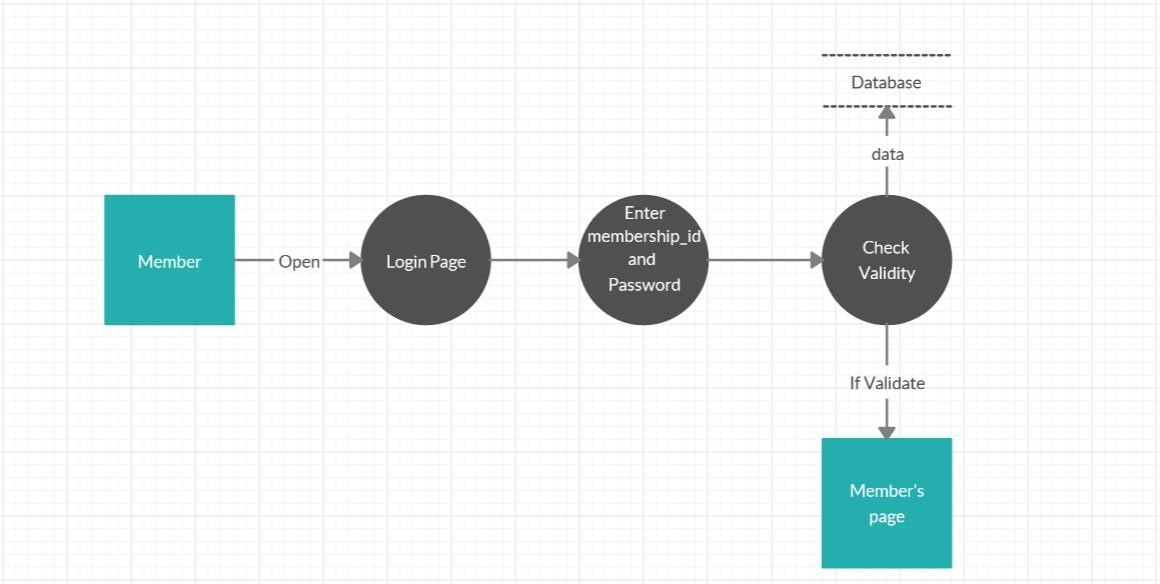 Database
data
Member
Open
Login Page
Enter
membership_id
and
Password
Check
Validity
If Validate
Member's
page